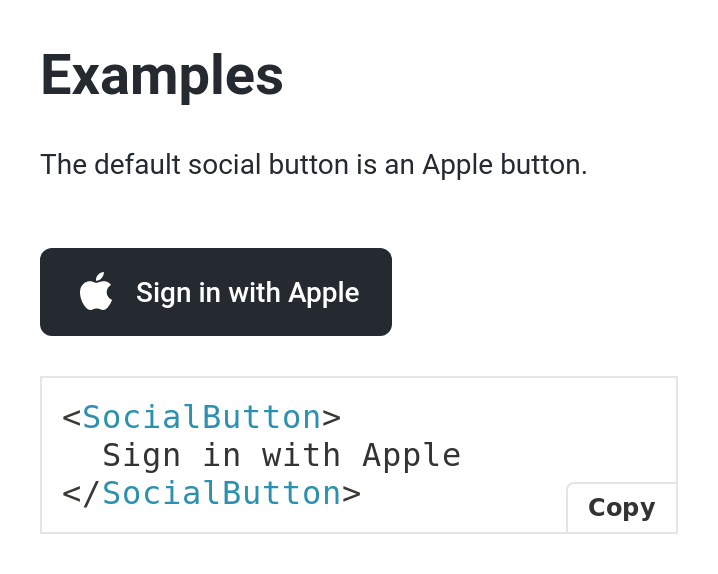 Examples
The default social button is an Apple button.
Sign in with Apple
<SocialButton>
  Sign in with Apple
</SocialButton>
Copy